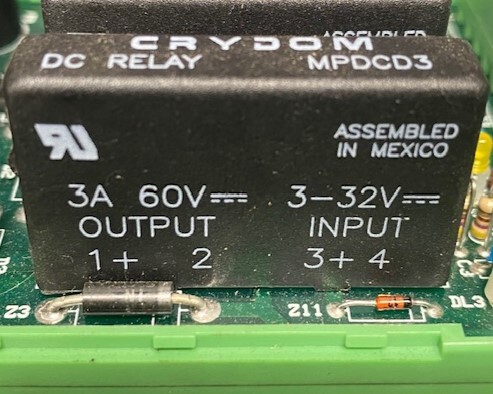 ASSEMBLED
CRYDOM
DC RELAY MPDCD3
ASSEMBLED
IN MEXICO
3A 60V 3-32V
OUTPUT INPUT
1+ 2 3+ 4
Z3 Z11 DL3